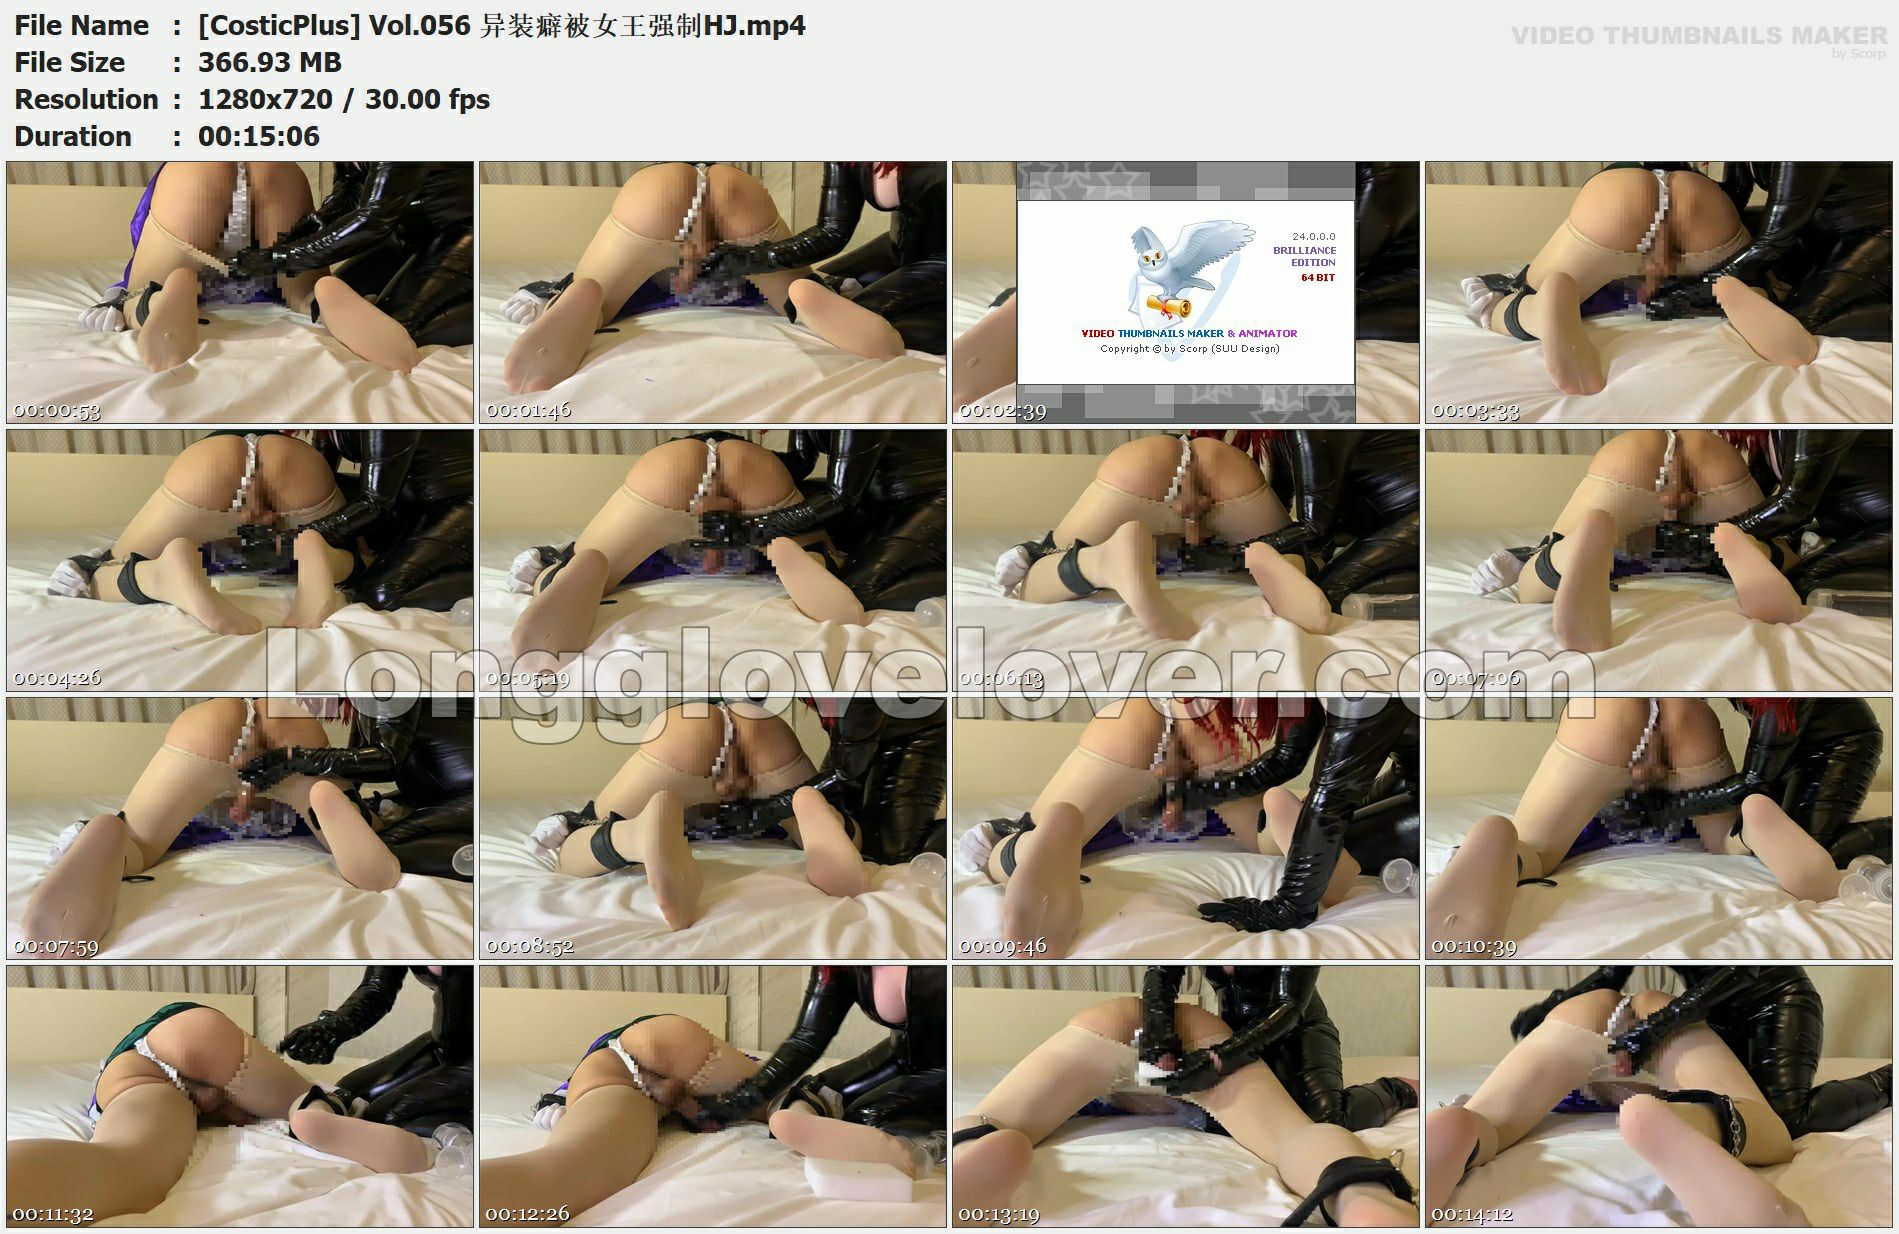 File Name : [CosticPlus] Vol.056 异装癖被女王强制HJ.mp4
File Size : 366.93 MB
Resolution : 1280x720 / 30.00 fps
Duration : 00:15:06
VIDEO THUMBNAILS MAKER
by Scorp
00:00:53
00:01:46
24.0.0.0
BRILLIANCE
EDITION
64 BIT
VIDEO THUMBNAILS MAKER & ANIMATOR
Copyright © by Scorp (SUU Design)
00:02:39
00:03:33
00:04:26
00:05:19
00:06:13
00:07:06
Longglovelover.com
00:07:59
00:08:52
00:09:46
00:10:39
00:11:32
00:12:26
00:13:19
00:14:12